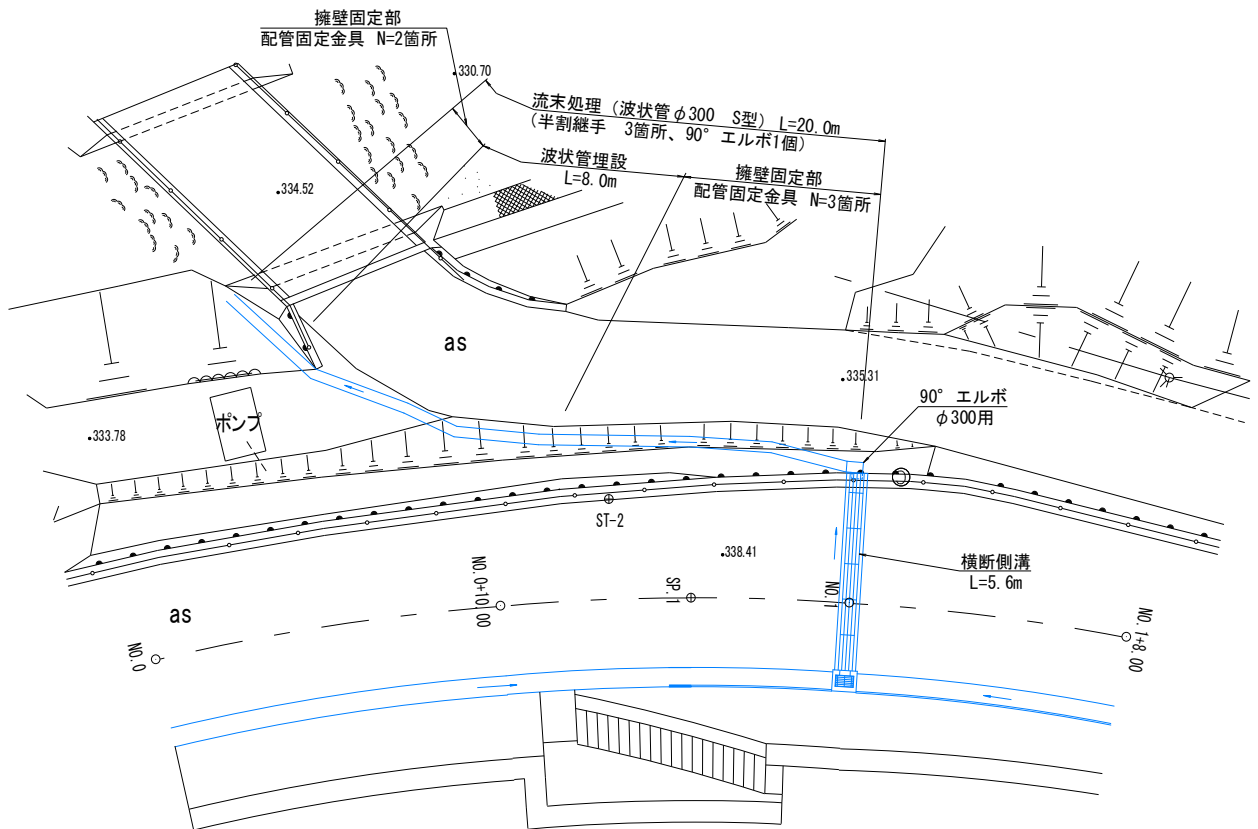 擁壁固定部
配管固定金具 N=2箇所
330.70
流末処理（波状管φ300 S型）L=20.0m
(半割継手 3箇所、90° エルボ1個)
波状管埋設
L=8.0m
擁壁固定部
配管固定金具 N=3箇所
334.52
as
335.31
90° エルボ
φ300用
333.78
ポンプ
ST-2
338.41
横断側溝
L=5.6m
as
NO.0
NO.0+10.00
SP.1
NO.1
NO.1+8.00